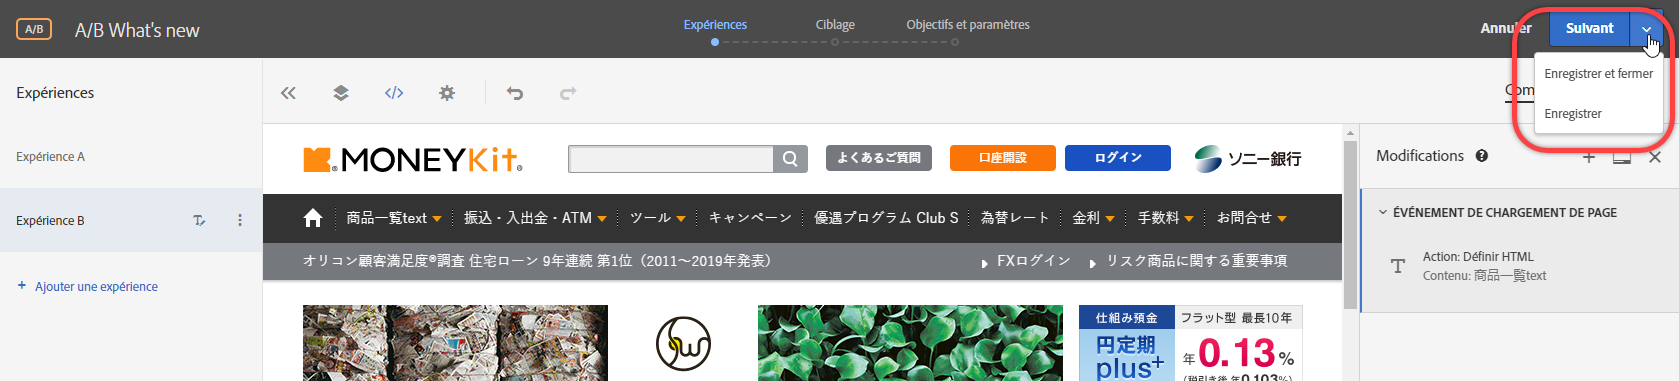 A/B A/B What's new
Expériences Ciblage Objectifs et paramètres
Annuler Suivant
Enregistrer et fermer
Enregistrer
Expériences
Expérience A
Expérience B
+ Ajouter une expérience
</>
MONEYKit
よくあるご質問 口座開設 ログイン ソニー銀行
商品一覧text 振込・入出金・ATM ツール キャンペーン 優遇プログラム Club S 為替レート 金利 手数料 お問合せ
オリコン顧客満足度®調査 住宅ローン 9年連続 第1位（2011～2019年発表） FXログイン リスク商品に関する重要事項
仕組み預金 フラット型 最長10年
円定期
plus+
年0.13%
(税引き後 年0.103%)
Com
Modifications
ÉVÉNEMENT DE CHARGEMENT DE PAGE
Action: Définir HTML
Contenu: 商品一覧text